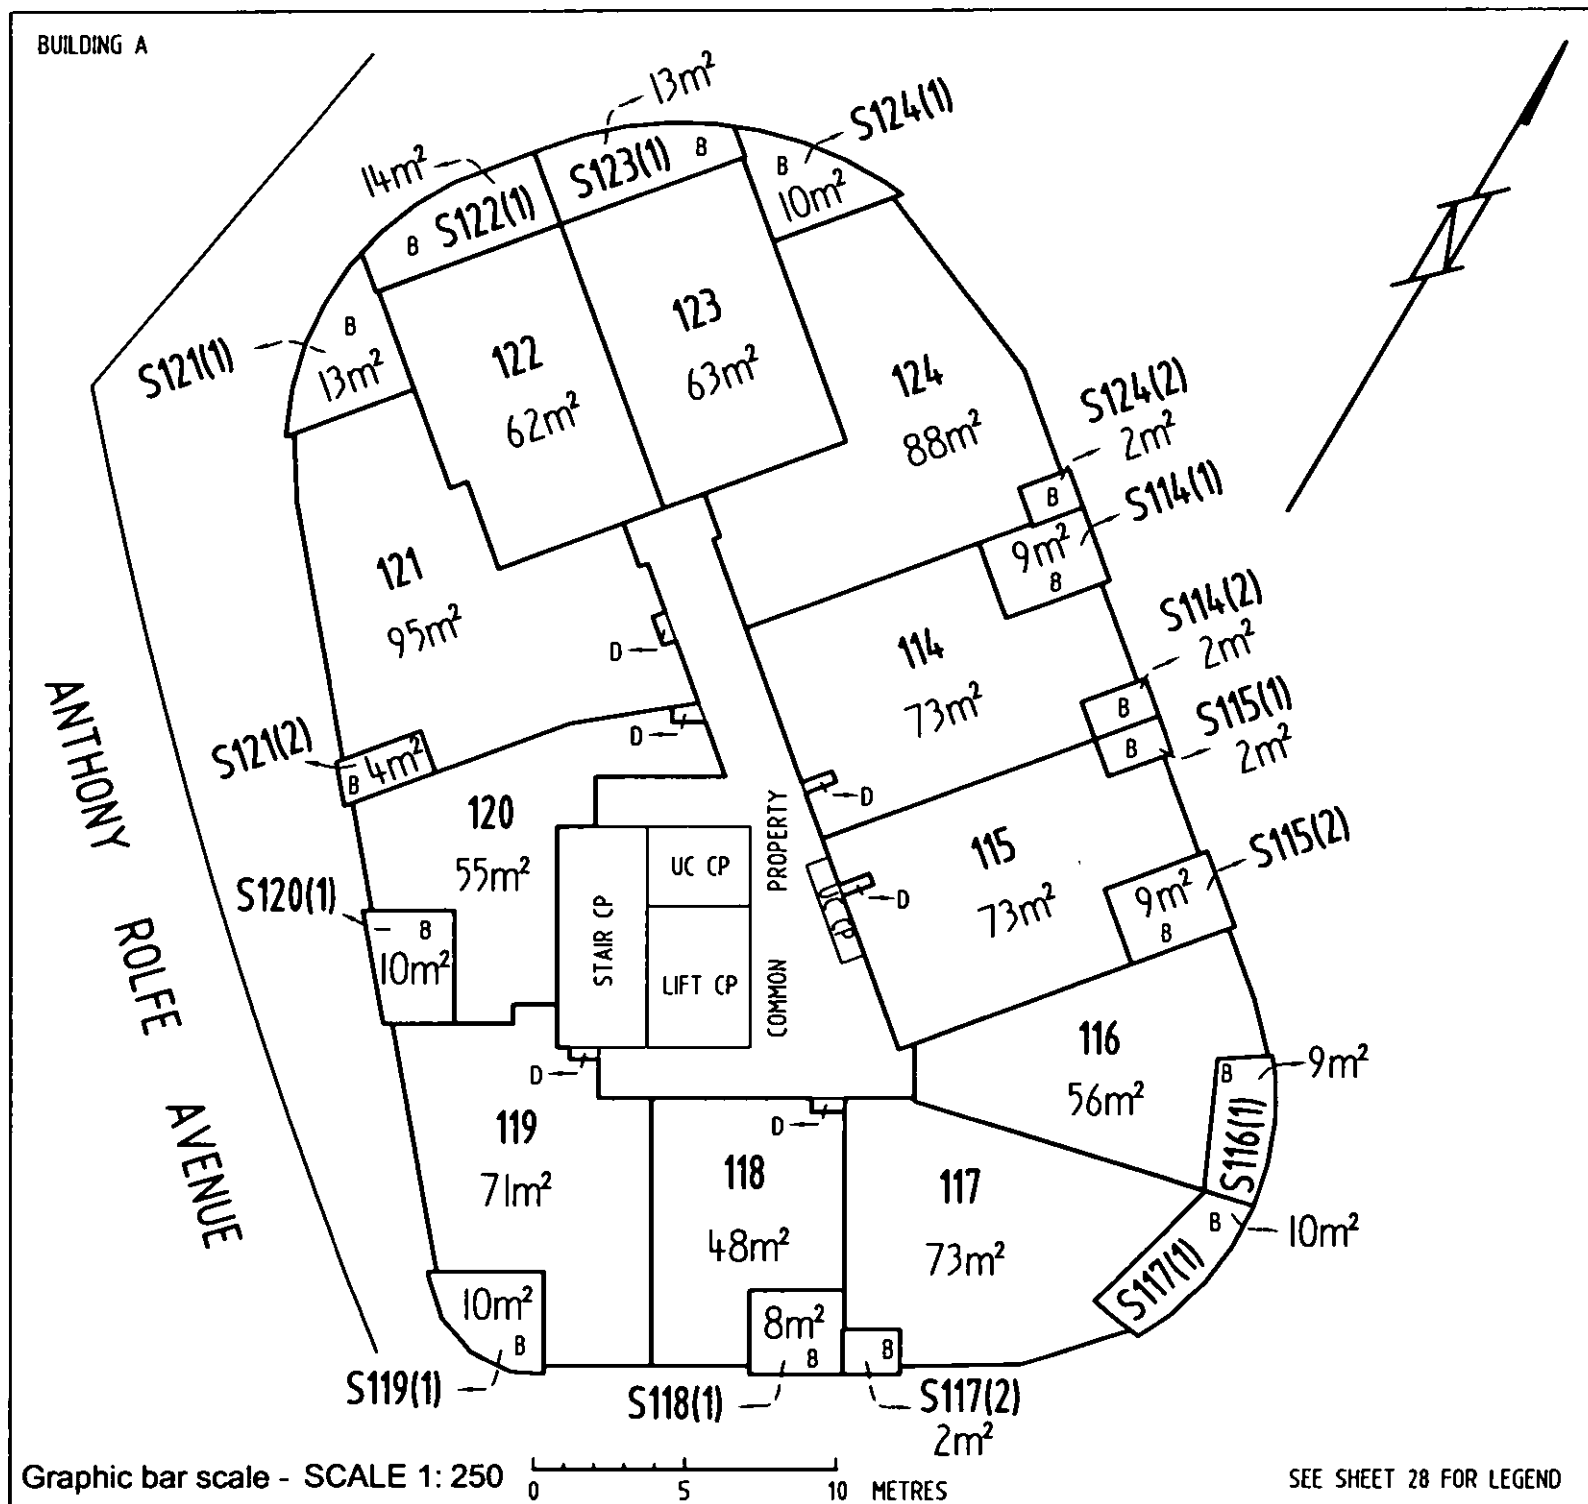 BUILDING A
13m²
S124(1)
14m²
S123(1) B
B
10m²
B S122(1)
B
S121(1)
13m²
123
63m²
122
62m²
124
88m²
S124(2)
2m²
B
S114(1)
9m²
B
121
95m²
D
S114(2)
2m²
114
73m²
B
S115(1)
2m²
B
D
S121(2)
4m²
B
D
120
55m²
PROPERTY
COMMON
115
73m²
S115(2)
9m²
B
UC CP
D
S120(1)
B
10m²
STAIR CP
UC CP
LIFT CP
D
116
56m²
B
9m²
S116(1)
119
71m²
118
48m²
D
117
73m²
B
10m²
S117(1)
10m²
B
S119(1)
8m²
B
S118(1)
B
S117(2)
2m²
ANTHONY ROLFE AVENUE
Graphic bar scale - SCALE 1: 250
0 5 10 METRES
SEE SHEET 28 FOR LEGEND